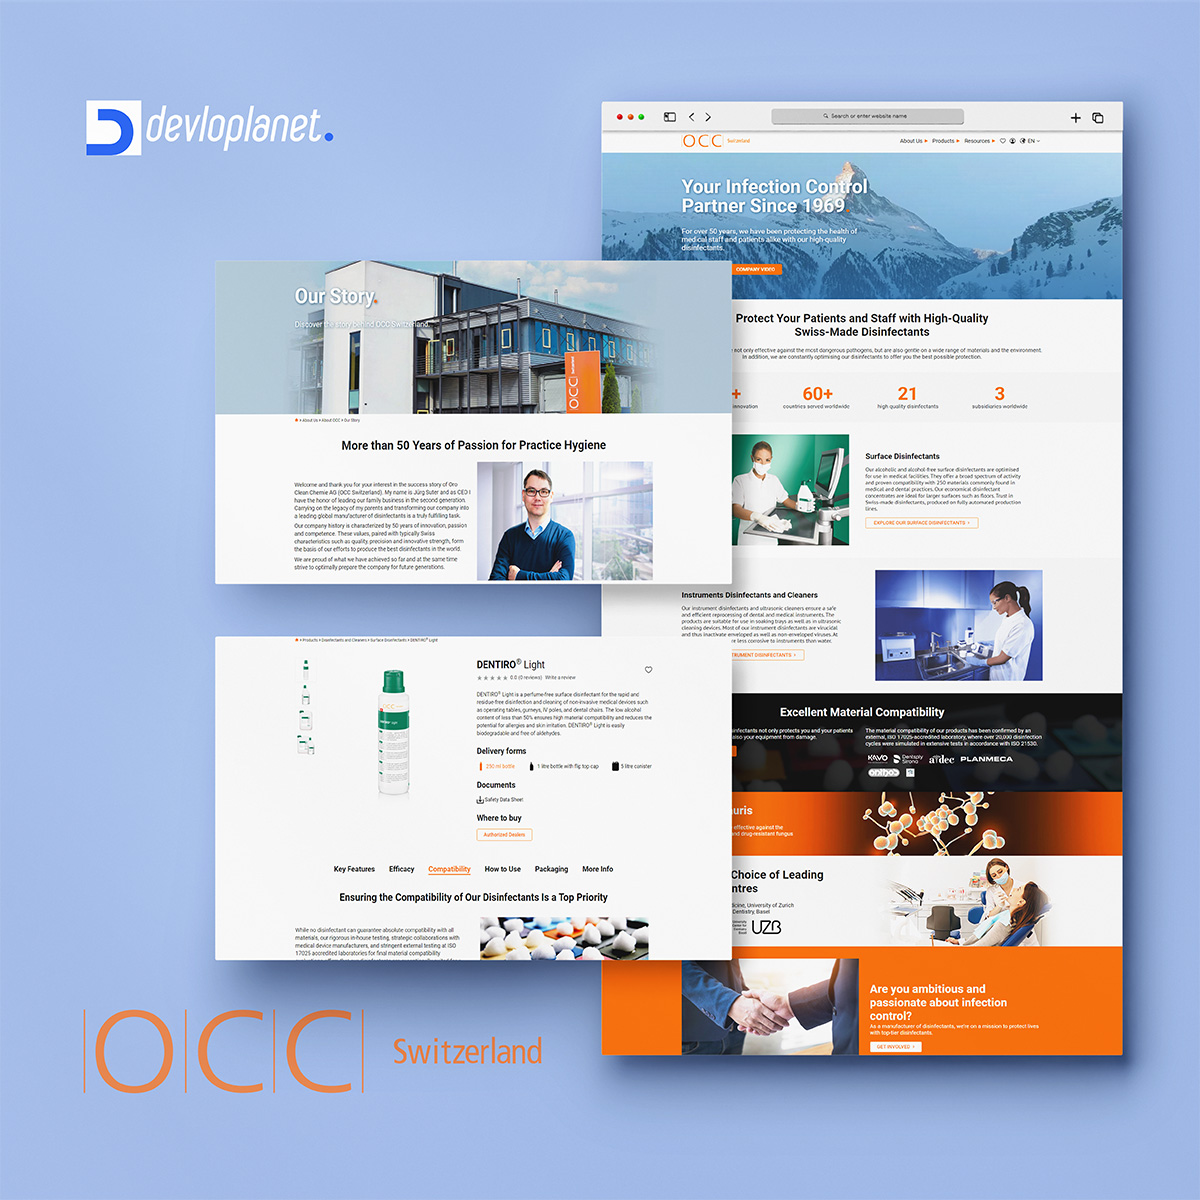 devloplanet.
Search or enter website name
OCC Switzerland
About Us Products Resources EN
Your Infection Control
Partner Since 1969
For over 50 years, we have been protecting the health of
medical staff and patients alike with our high-quality
disinfectants.
COMPANY VIDEO
Protect Your Patients and Staff with High-Quality
Swiss-Made Disinfectants
not only effective against the most dangerous pathogens, but are also gentle on a wide range of materials and the environment.
In addition, we are constantly optimising our disinfectants to offer you the best possible protection.
+ 60+ 21 3
innovation countries served worldwide high quality disinfectants subsidiaries worldwide
Surface Disinfectants
Our alcoholic and alcohol-free surface disinfectants are optimised
for use in medical facilities. They offer a broad spectrum of activity
and proven compatibility with 250 materials commonly found in
medical and dental practices. Our economical disinfectant
concentrates are ideal for larger surfaces such as floors. Trust in
Swiss-made disinfectants, produced on fully automated production
lines.
EXPLORE OUR SURFACE DISINFECTANTS >
Instruments Disinfectants and Cleaners
Our instrument disinfectants and ultrasonic cleaners ensure a safe
and efficient reprocessing of dental and medical instruments. The
products are suitable for use in soaking trays as well as in ultrasonic
cleaning devices. Most of our instrument disinfectants are virucidal
and thus inactivate enveloped as well as non-enveloped viruses. At
re less corrosive to instruments than water.
TRUMENT DISINFECTANTS >
Excellent Material Compatibility
disinfectants not only protect you and your patients
also your equipment from damage.
The material compatibility of our products has been confirmed by an
external, ISO 17025-accredited laboratory, where over 20,000 disinfection
cycles were simulated in extensive tests in accordance with ISO 21530.
KAVO Dentsply Sirona a-dec PLANMECA
uris
effective against the
and drug-resistant fungus
Choice of Leading
ntres
dicine, University of Zurich
Dentistry, Basel
UZB
Are you ambitious and
passionate about infection
control?
As a manufacturer of disinfectants, we're on a mission to protect lives
with top-tier disinfectants.
GET INVOLVED >
Our Story.
Discover the story behind OCC Switzerland.
OCC Switzerland
> About Us > About OCC > Our Story
More than 50 Years of Passion for Practice Hygiene
Welcome and thank you for your interest in the success story of Oro
Clean Chemie AG (OCC Switzerland). My name is Jürg Suter and as CEO I
have the honor of leading our family business in the second generation.
Carrying on the legacy of my parents and transforming our company into
a leading global manufacturer of disinfectants is a truly fulfilling task.
Our company history is characterized by 50 years of innovation, passion
and competence. These values, paired with typically Swiss
characteristics such as quality, precision and innovative strength, form
the basis of our efforts to produce the best disinfectants in the world.
We are proud of what we have achieved so far and at the same time
strive to optimally prepare the company for future generations.
> Products > Disinfectants and Cleaners > Surface Disinfectants > DENTIRO® Light
DENTIRO® Light
0.0 (0 reviews) Write a review
DENTIRO® Light is a perfume-free surface disinfectant for the rapid and
residue-free disinfection and cleaning of non-invasive medical devices such
as operating tables, gurneys, IV poles, and dental chairs. The low alcohol
content of less than 50% ensures high material compatibility and reduces the
potential for allergies and skin irritation. DENTIRO® Light is easily
biodegradable and free of aldehydes.
Delivery forms
250 ml bottle 1 litre bottle with flip top cap 5 litre canister
Documents
Safety Data Sheet
Where to buy
Authorized Dealers
Key Features Efficacy Compatibility How to Use Packaging More Info
Ensuring the Compatibility of Our Disinfectants Is a Top Priority
While no disinfectant can guarantee absolute compatibility with all
materials, our rigorous in-house testing, strategic collaborations with
medical device manufacturers, and stringent external testing at ISO
17025 accredited laboratories for final material compatibility
OCC Switzerland